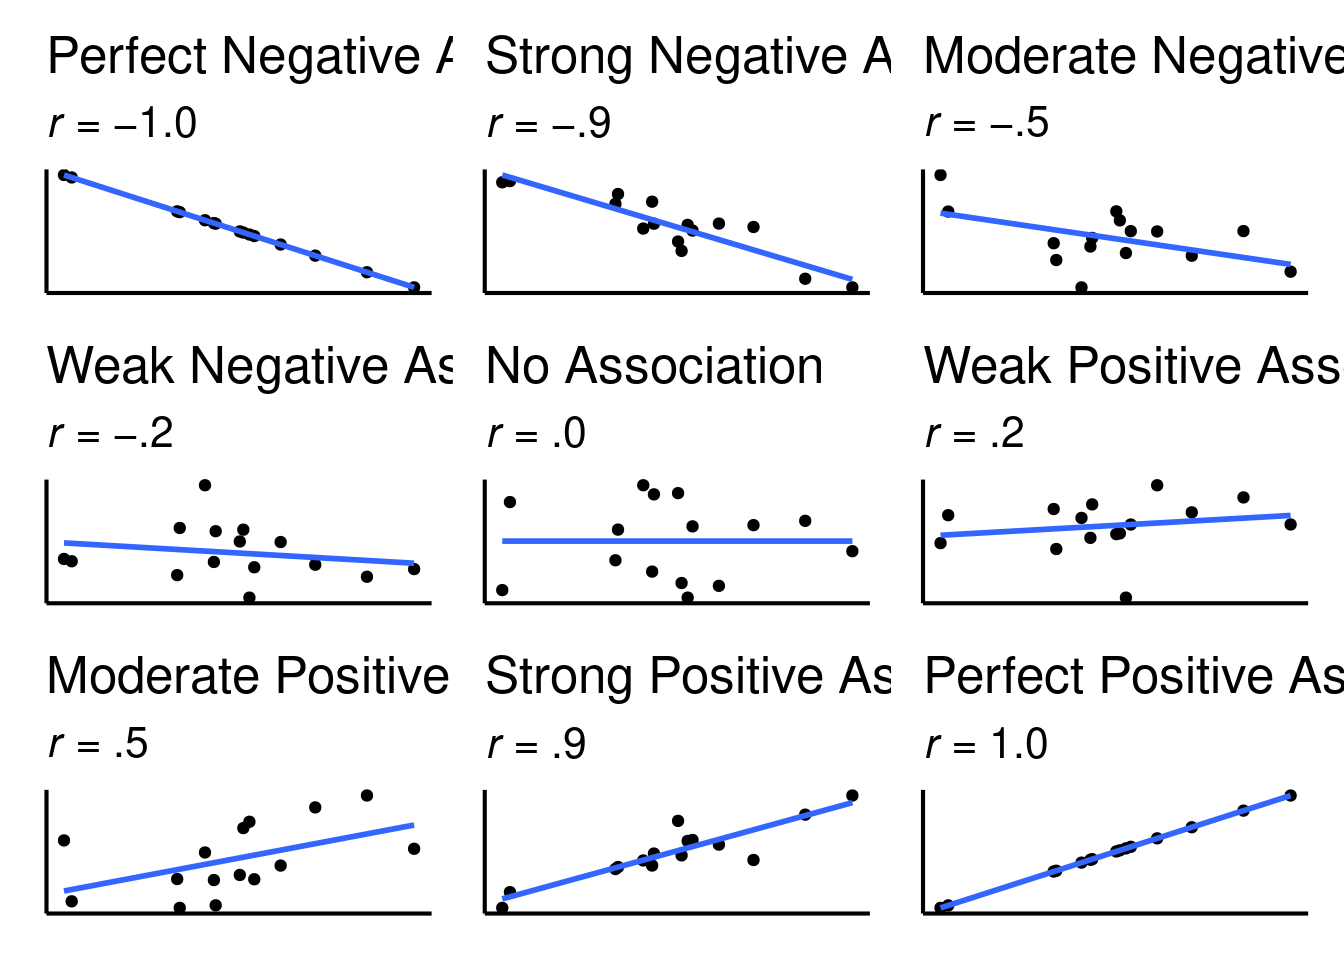 Perfect Negative A
Strong Negative A
Moderate Negative
r = −1.0
r = −.9
r = −.5
Weak Negative As
No Association
Weak Positive Ass
r = −.2
r = .0
r = .2
Moderate Positive
Strong Positive As
Perfect Positive As
r = .5
r = .9
r = 1.0